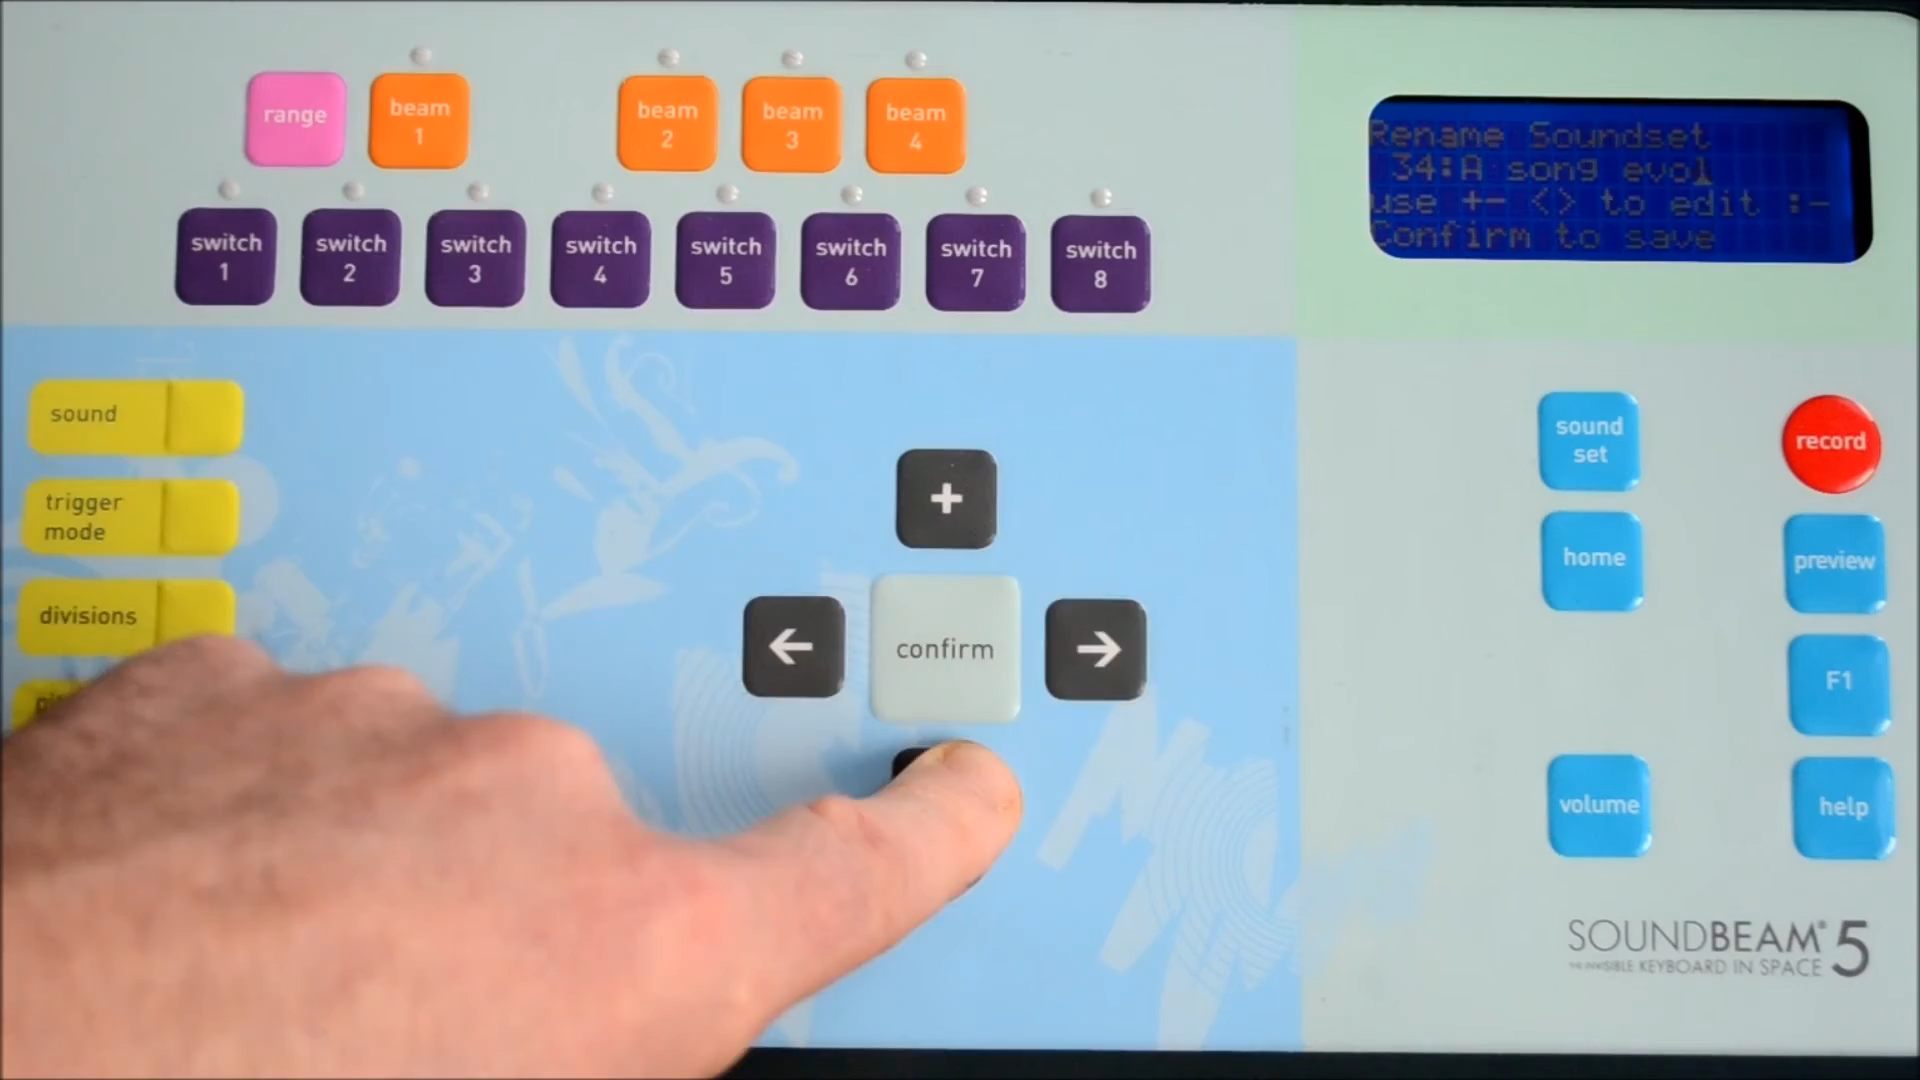 range
beam
1
beam
2
beam
3
beam
4
switch
1
switch
2
switch
3
switch
4
switch
5
switch
6
switch
7
switch
8
Rename Soundset
34:A song evol
use +- <> to edit :-
Confirm to save
sound
trigger
mode
divisions
+
←
confirm
→
sound
set
record
home
preview
F1
volume
help
SOUNDBEAM® 5
THE INVISIBLE KEYBOARD IN SPACE